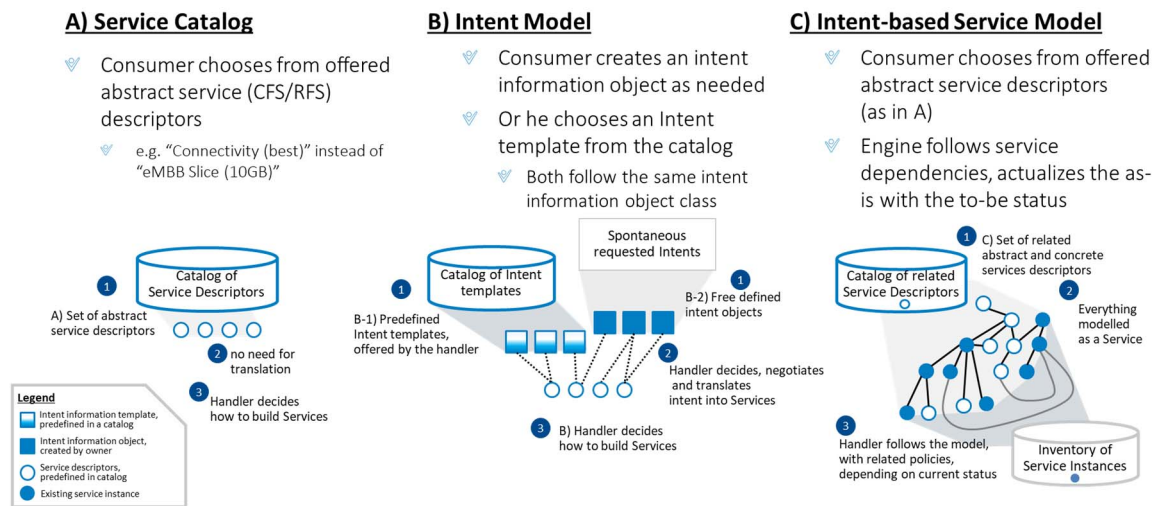 A) Service Catalog
Consumer chooses from offered
abstract service (CFS/RFS)
descriptors
e.g. “Connectivity (best)” instead of
“eMBB Slice (10GB)”
1
Catalog of
Service Descriptors
A) Set of abstract
service descriptors
2
no need for
translation
3
Handler decides
how to build Services
Legend
Intent information template,
predefined in a catalog
Intent information object,
created by owner
Service descriptors,
predefined in catalog
Existing service instance
B) Intent Model
Consumer creates an intent
information object as needed
Or he chooses an Intent
template from the catalog
Both follow the same intent
information object class
Spontaneous
requested Intents
Catalog of Intent
templates
1
B-1) Predefined
Intent templates,
offered by the handler
1
B-2) Free defined
intent objects
2
Handler decides, negotiates
and translates
intent into Services
3
B) Handler decides
how to build Services
C) Intent-based Service Model
Consumer chooses from offered
abstract service descriptors
(as in A)
Engine follows service
dependencies, actualizes the as-
is with the to-be status
1
C) Set of related
abstract and concrete
services descriptors
Catalog of related
Service Descriptors
2
Everything
modelled
as a Service
3
Handler follows the model,
with related policies,
depending on current status
Inventory of
Service Instances